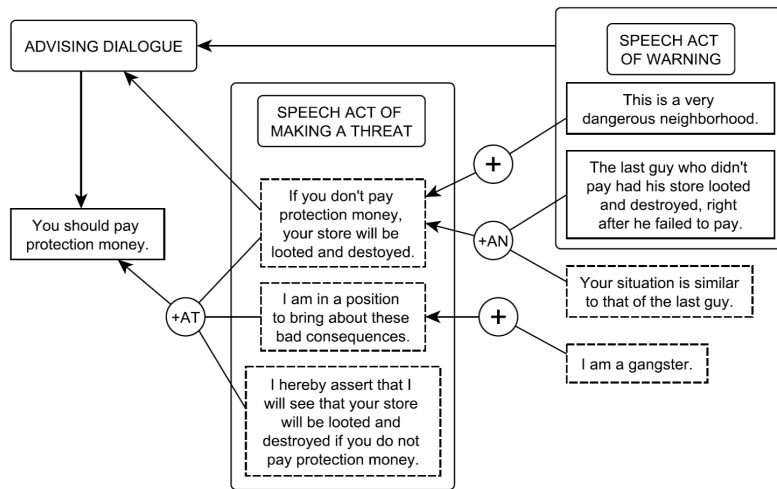 ADVISING DIALOGUE
SPEECH ACT
OF WARNING
SPEECH ACT OF
MAKING A THREAT
This is a very
dangerous neighborhood.
+
If you don't pay
protection money,
your store will be
looted and destoyed.
The last guy who didn't
pay had his store looted
and destroyed, right
after he failed to pay.
You should pay
protection money.
+AN
Your situation is similar
to that of the last guy.
+AT
I am in a position
to bring about these
bad consequences.
+
I am a gangster.
I hereby assert that I
will see that your store
will be looted and
destroyed if you do not
pay protection money.